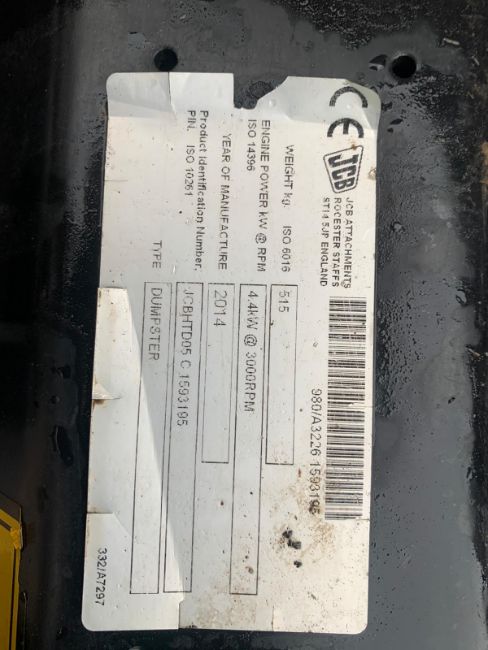 CE JCB JCB ATTACHMENTS
ROCESTER STAFFS
ST14 5JP ENGLAND
980/A3226 1593195
WEIGHT kg ISO 6016 515
ENGINE POWER kW @ RPM
ISO 14396 4.4kW @ 3000RPM
YEAR OF MANUFACTURE 2014
Product Identification Number,
PIN. ISO 10261 JCBHTD05 C 1593195
TYPE DUMPSTER
332/A7297